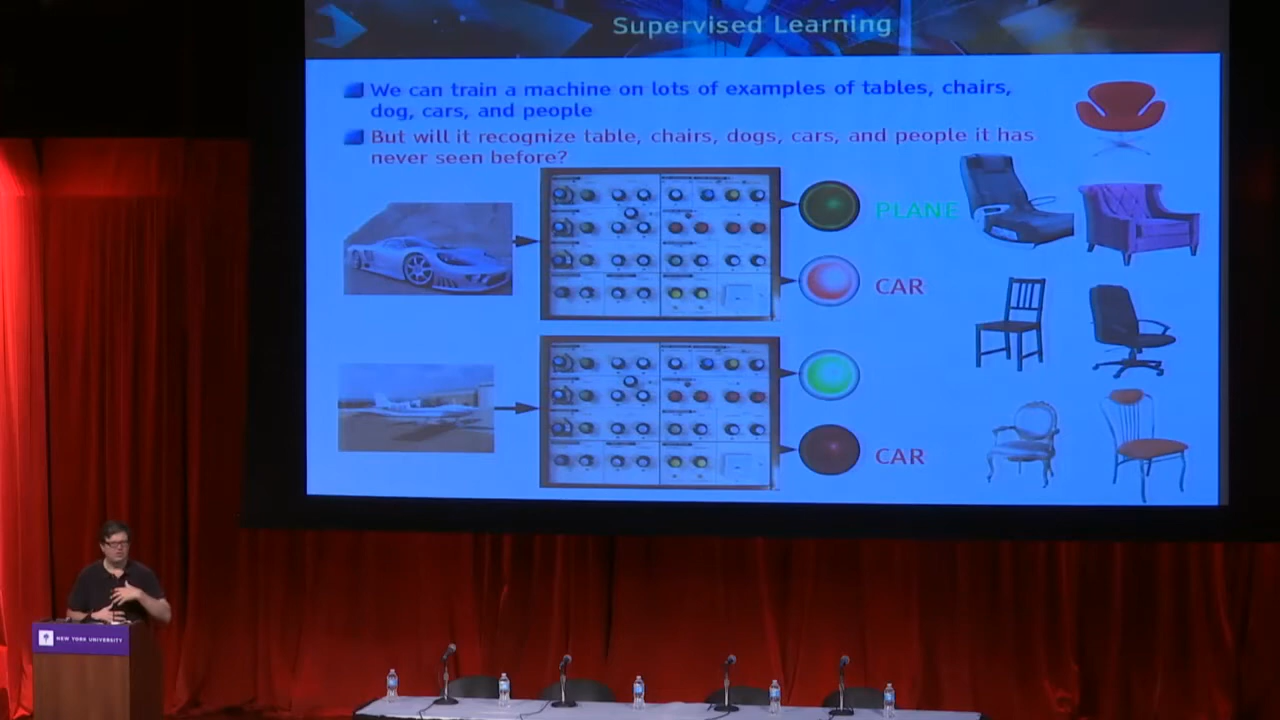 Supervised Learning
We can train a machine on lots of examples of tables, chairs,
dog, cars, and people
But will it recognize table, chairs, dogs, cars, and people it has
never seen before?
PLANE
CAR
CAR
NEW YORK UNIVERSITY